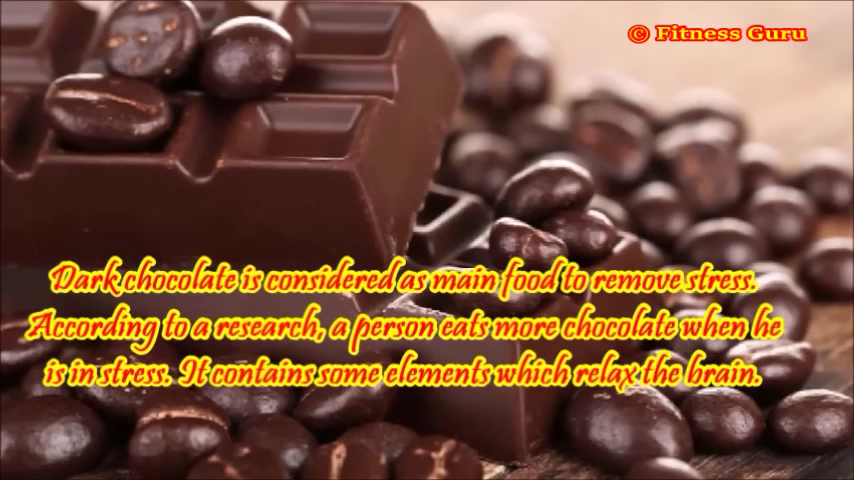 © Fitness Guru
Dark chocolate is considered as main food to remove stress.
According to a research, a person eats more chocolate when he
is in stress. It contains some elements which relax the brain.